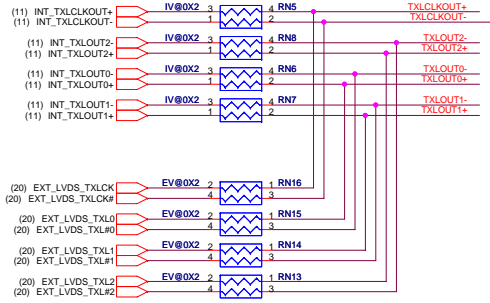 (11) INT_TXLCLKOUT+ IV@0X2 3 4 RN5 TXLCLKOUT+
(11) INT_TXLCLKOUT- 1 2 TXLCLKOUT-
(11) INT_TXLOUT2- IV@0X2 3 4 RN8 TXLOUT2-
(11) INT_TXLOUT2+ 1 2 TXLOUT2+
(11) INT_TXLOUT0- IV@0X2 3 4 RN6 TXLOUT0-
(11) INT_TXLOUT0+ 1 2 TXLOUT0+
(11) INT_TXLOUT1- IV@0X2 3 4 RN7 TXLOUT1-
(11) INT_TXLOUT1+ 1 2 TXLOUT1+
(20) EXT_LVDS_TXLCK EV@0X2 2 1 RN16
(20) EXT_LVDS_TXLCK# 4 3
(20) EXT_LVDS_TXL0 EV@0X2 2 1 RN15
(20) EXT_LVDS_TXL#0 4 3
(20) EXT_LVDS_TXL1 EV@0X2 2 1 RN14
(20) EXT_LVDS_TXL#1 4 3
(20) EXT_LVDS_TXL2 EV@0X2 2 1 RN13
(20) EXT_LVDS_TXL#2 4 3